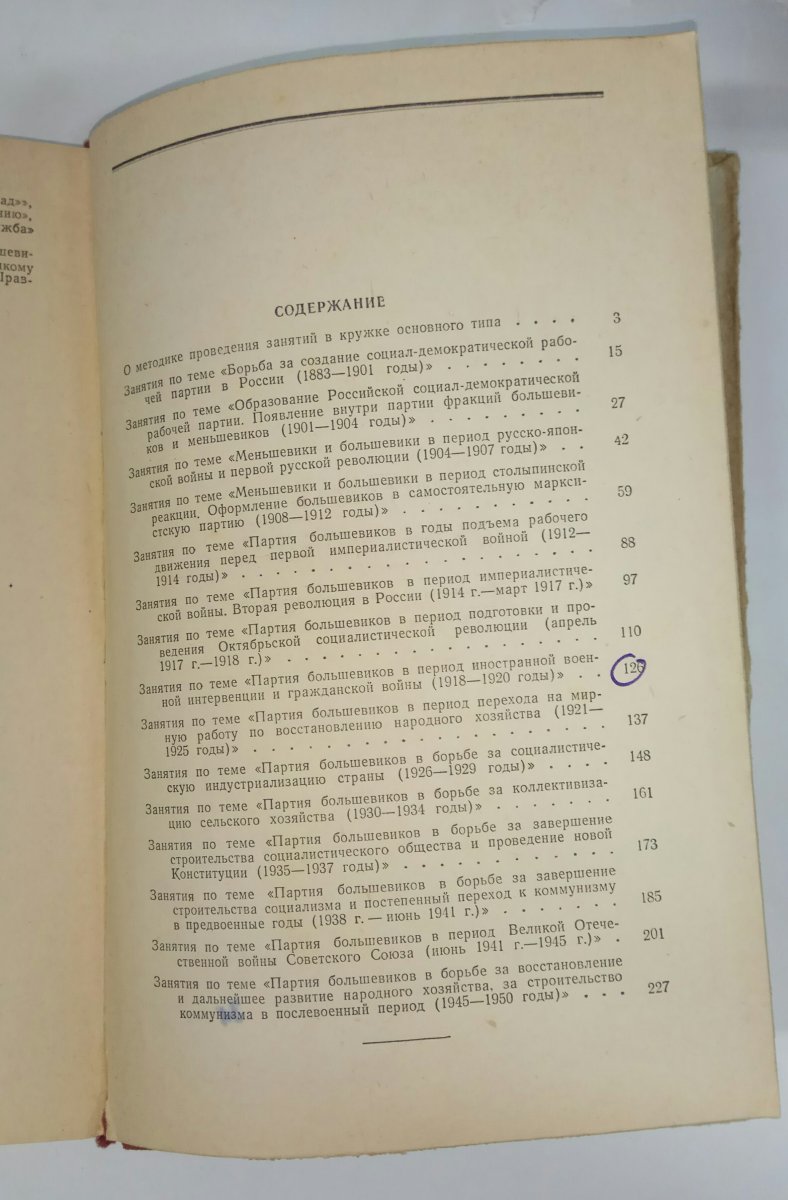 ад»»,
нию»,
жба»
шеви-
цкому
Прав-
СОДЕРЖАНИЕ
О методике проведения занятий в кружке основного типа . . . . 3
Занятия по теме «Борьба за создание социал-демократической рабо-
чей партии в России (1883—1901 годы)» . . . . . . . . 15
Занятия по теме «Образование Российской социал-демократической
рабочей партии. Появление внутри партии фракций большеви-
ков и меньшевиков (1901—1904 годы)» . . . . . . . . . 27
Занятия по теме «Меньшевики и большевики в период русско-япон-
ской войны и первой русской революции (1904—1907 годы)» . . 42
Занятия по теме «Меньшевики и большевики в период столыпинской
реакции. Оформление большевиков в самостоятельную маркси-
стскую партию (1908—1912 годы)» . . . . . . . . . . . 59
Занятия по теме «Партия большевиков в годы подъема рабочего
движения перед первой империалистической войной (1912—
1914 годы)» . . . . . . . . . . . . . . . . . . . 88
Занятия по теме «Партия большевиков в период империалистиче-
ской войны. Вторая революция в России (1914 г.—март 1917 г.)» 97
Занятия по теме «Партия большевиков в период подготовки и про-
ведения Октябрьской социалистической революции (апрель
1917 г.—1918 г.)» . . . . . . . . . . . . . . . . . 110
Занятия по теме «Партия большевиков в период иностранной воен-
ной интервенции и гражданской войны (1918—1920 годы)» . . 126
Занятия по теме «Партия большевиков в период перехода на мир-
ную работу по восстановлению народного хозяйства (1921—
1925 годы)» . . . . . . . . . . . . . . . . . . . 137
Занятия по теме «Партия большевиков в борьбе за социалистиче-
скую индустриализацию страны (1926—1929 годы)» . . . . 148
Занятия по теме «Партия большевиков в борьбе за коллективиза-
цию сельского хозяйства (1930—1934 годы)» . . . . . . . 161
Занятия по теме «Партия большевиков в борьбе за завершение
строительства социалистического общества и проведение новой
Конституции (1935—1937 годы)» . . . . . . . . . . . . 173
Занятия по теме «Партия большевиков в борьбе за завершение
строительства социализма и постепенный переход к коммунизму
в предвоенные годы (1938 г. — июнь 1941 г.)» . . . . . . . 185
Занятия по теме «Партия большевиков в период Великой Отече-
ственной войны Советского Союза (июнь 1941 г.—1945 г.)» . 201
Занятия по теме «Партия большевиков в борьбе за восстановление
и дальнейшее развитие народного хозяйства, за строительство
коммунизма в послевоенный период (1945—1950 годы)» . . . 227